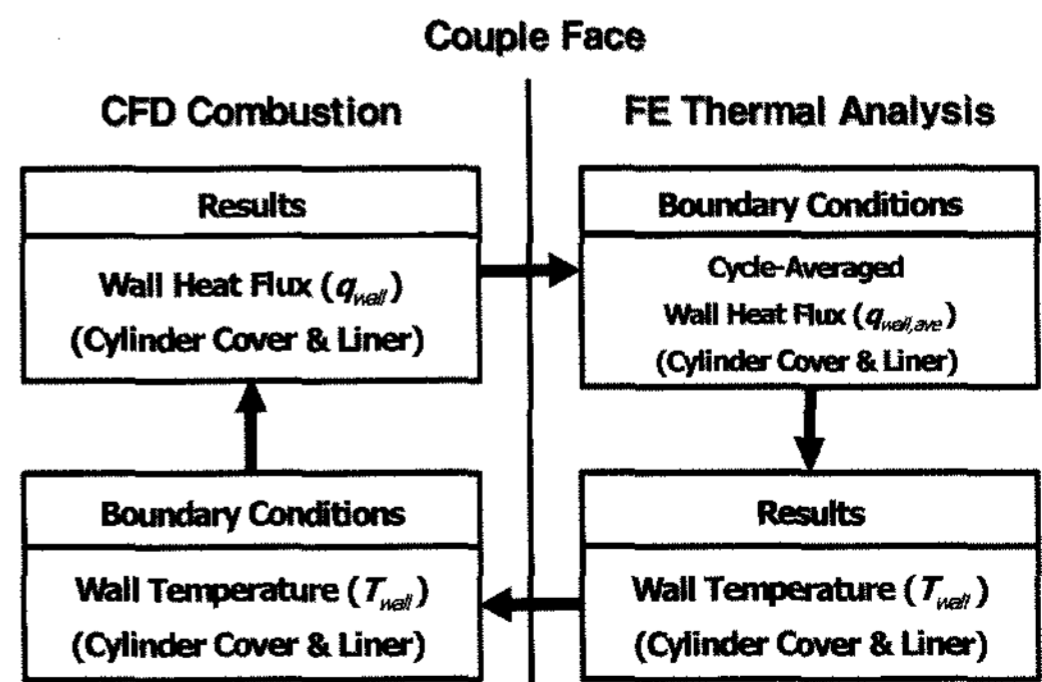 Couple Face
CFD Combustion
FE Thermal Analysis
Results
Wall Heat Flux (q_wall)
(Cylinder Cover & Liner)
Boundary Conditions
Cycle-Averaged
Wall Heat Flux (q_wall,ave)
(Cylinder Cover & Liner)
Boundary Conditions
Wall Temperature (T_wall)
(Cylinder Cover & Liner)
Results
Wall Temperature (T_wall)
(Cylinder Cover & Liner)